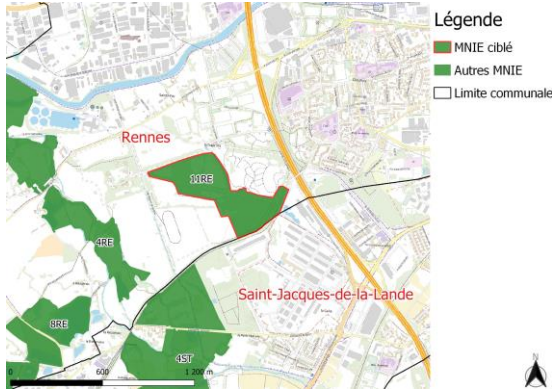 Légende
MNIE ciblé
Autres MNIE
Limite communale
Rennes
11RE
4RE
Saint-Jacques-de-la-Lande
8RE
4ST
0 600 1 200 m
N